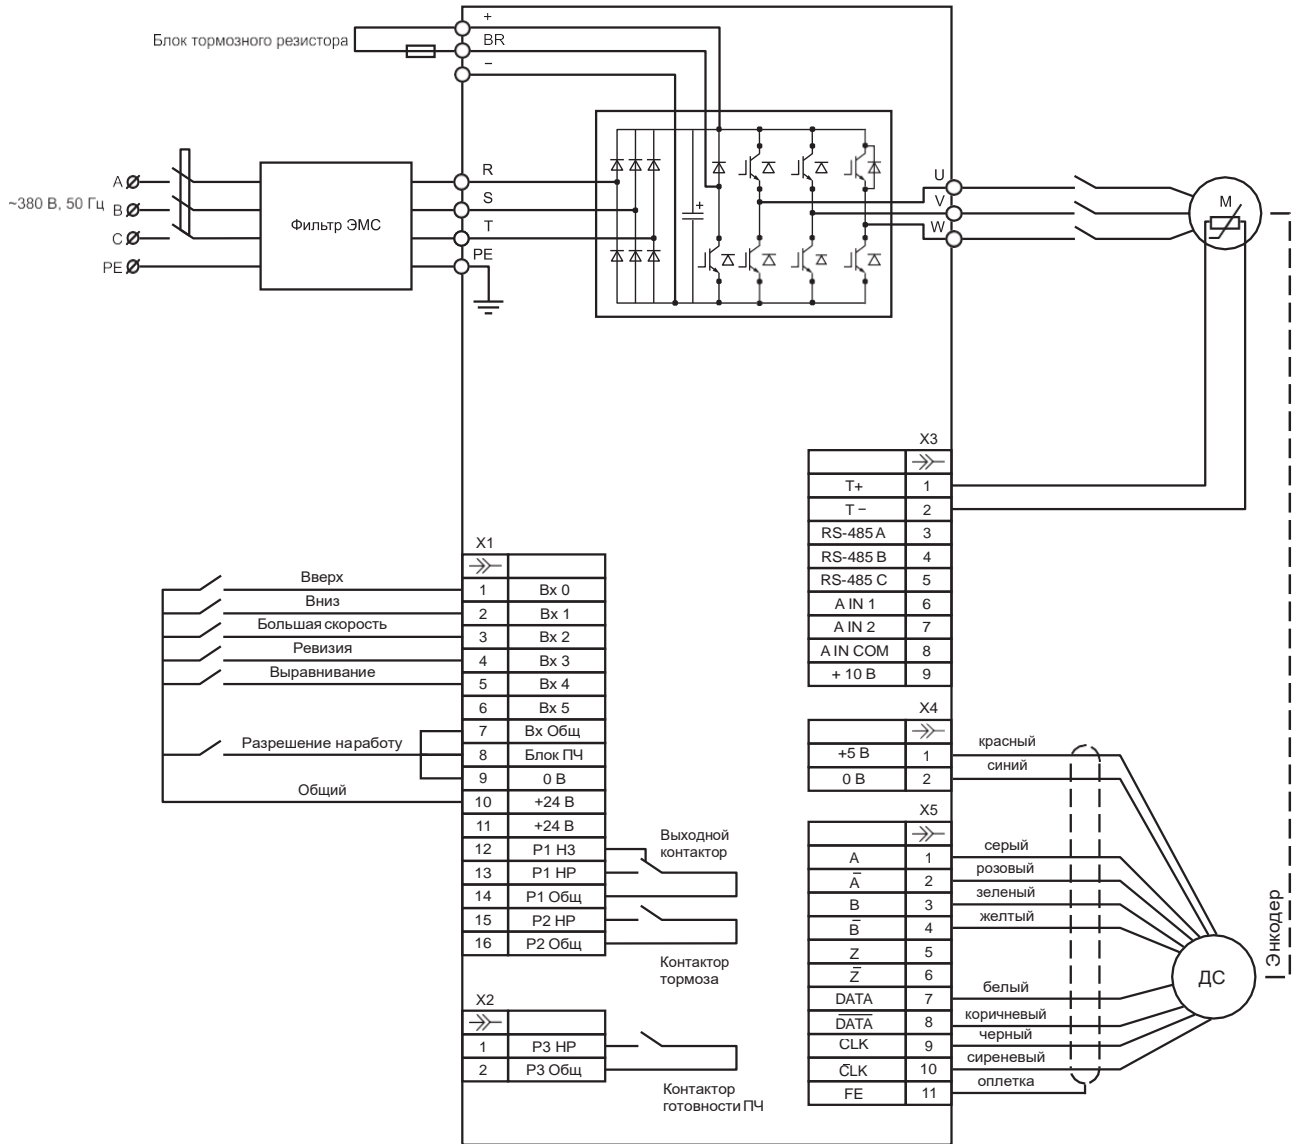 +
Блок тормозного резистора
BR
−
A
~380 В, 50 Гц
B
C
PE
Фильтр ЭМС
R
S
T
PE
+
U
V
W
M
X3
T+ 1
T − 2
RS-485 A 3
RS-485 B 4
RS-485 C 5
A IN 1 6
A IN 2 7
A IN COM 8
+ 10 В 9
X1
Вверх 1 Вх 0
Вниз 2 Вх 1
Большая скорость 3 Вх 2
Ревизия 4 Вх 3
Выравнивание 5 Вх 4
6 Вх 5
7 Вх Общ
Разрешение на работу 8 Блок ПЧ
9 0 В
Общий 10 +24 В
11 +24 В
12 Р1 НЗ
13 Р1 НР
14 Р1 Общ
15 Р2 НР
16 Р2 Общ
Выходной
контактор
Контактор
тормоза
X2
1 Р3 НР
2 Р3 Общ
Контактор
готовности ПЧ
X4
+5 В 1 красный
0 В 2 синий
X5
A 1 серый
A̅ 2 розовый
B 3 зеленый
B̅ 4 желтый
Z 5
Z̅ 6
DATA 7 белый
D̅A̅T̅A̅ 8 коричневый
CLK 9 черный
C̅LK 10 сиреневый
FE 11 оплетка
ДС
Энкодер